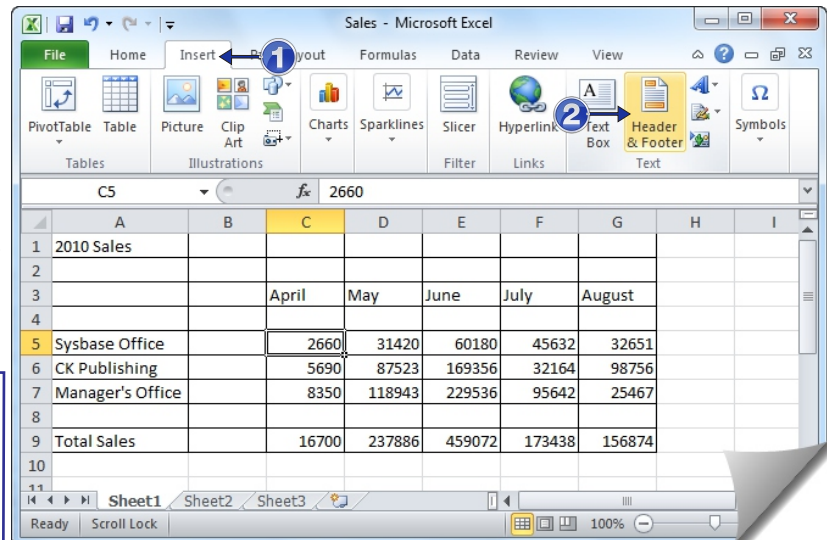 Sales - Microsoft Excel
File Home Insert 1 yout Formulas Data Review View
PivotTable Table Picture Clip Art Charts Sparklines Slicer Hyperlink 2 Text Box Header & Footer Symbols
Tables Illustrations Filter Links Text
C5 fx 2660
A B C D E F G H I
1 2010 Sales
2
3 April May June July August
4
5 Sysbase Office 2660 31420 60180 45632 32651
6 CK Publishing 5690 87523 169356 32164 98756
7 Manager's Office 8350 118943 229536 95642 25467
8
9 Total Sales 16700 237886 459072 173438 156874
10
11
Sheet1 Sheet2 Sheet3
Ready Scroll Lock 100%